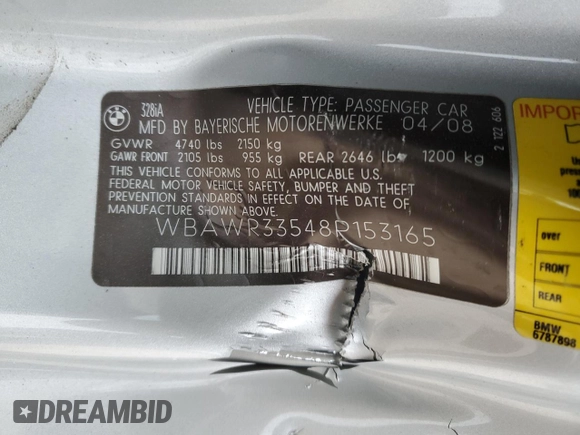 BMW
328iA
VEHICLE TYPE: PASSENGER CAR
MFD BY BAYERISCHE MOTORENWERKE 04/08
GVWR 4740 lbs 2150 kg
GAWR FRONT 2105 lbs 955 kg REAR 2646 lbs 1200 kg
THIS VEHICLE CONFORMS TO ALL APPLICABLE U.S.
FEDERAL MOTOR VEHICLE SAFETY, BUMPER AND THEFT
PREVENTION STANDARDS IN EFFECT ON THE DATE
OF MANUFACTURE SHOWN ABOVE.
WBAWR33548P153165
2 122 606
over
FRONT
REAR
BMW
6787898
DREAMBID